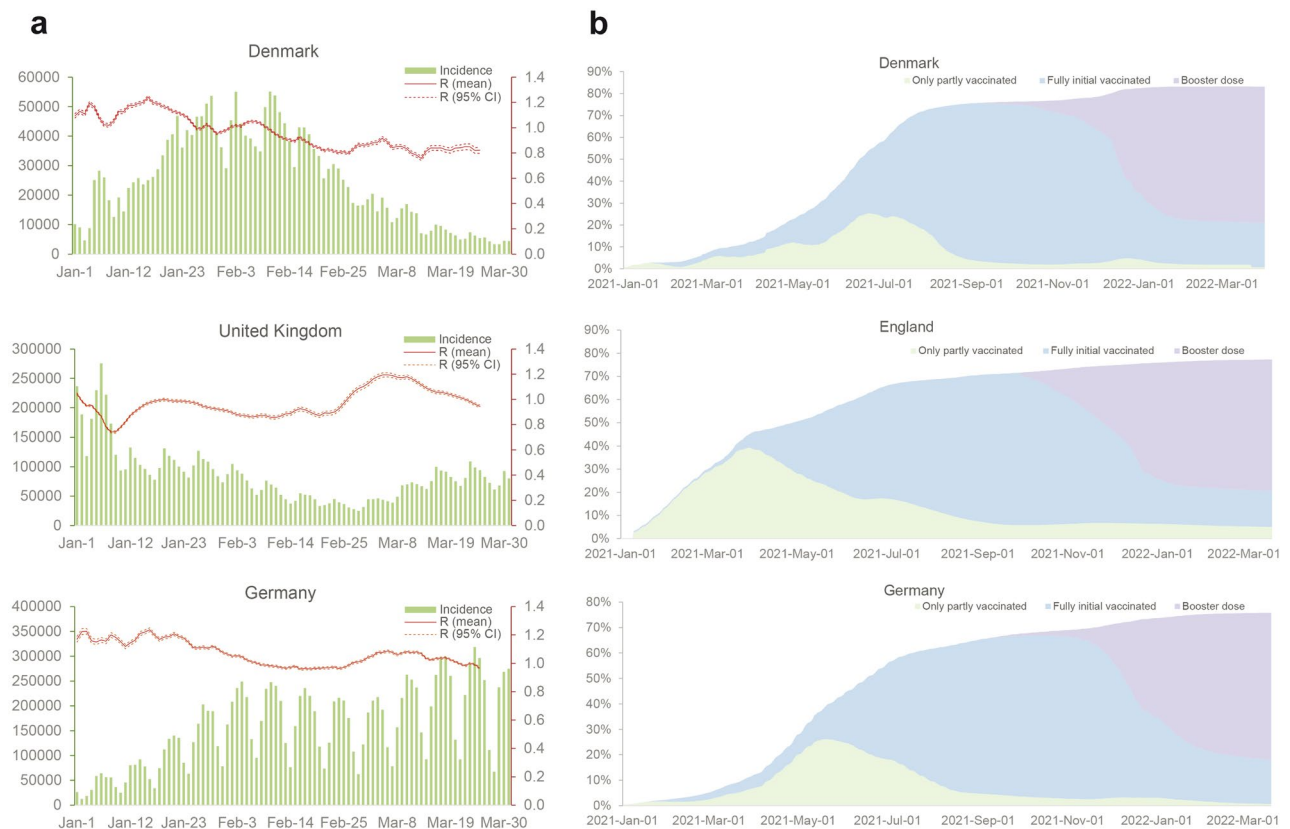 a
Denmark
Incidence
R (mean)
R (95% CI)
60000
50000
40000
30000
20000
10000
0
1.4
1.2
1.0
0.8
0.6
0.4
0.2
0.0
Jan-1 Jan-12 Jan-23 Feb-3 Feb-14 Feb-25 Mar-8 Mar-19 Mar-30
United Kingdom
Incidence
R (mean)
R (95% CI)
300000
250000
200000
150000
100000
50000
0
1.4
1.2
1.0
0.8
0.6
0.4
0.2
0.0
Jan-1 Jan-12 Jan-23 Feb-3 Feb-14 Feb-25 Mar-8 Mar-19 Mar-30
Germany
Incidence
R (mean)
R (95% CI)
400000
350000
300000
250000
200000
150000
100000
50000
0
1.4
1.2
1.0
0.8
0.6
0.4
0.2
0.0
Jan-1 Jan-12 Jan-23 Feb-3 Feb-14 Feb-25 Mar-8 Mar-19 Mar-30
b
Denmark
Only partly vaccinated Fully initial vaccinated Booster dose
90%
80%
70%
60%
50%
40%
30%
20%
10%
0%
2021-Jan-01 2021-Mar-01 2021-May-01 2021-Jul-01 2021-Sep-01 2021-Nov-01 2022-Jan-01 2022-Mar-01
England
Only partly vaccinated Fully initial vaccinated Booster dose
90%
80%
70%
60%
50%
40%
30%
20%
10%
0%
2021-Jan-01 2021-Mar-01 2021-May-01 2021-Jul-01 2021-Sep-01 2021-Nov-01 2022-Jan-01 2022-Mar-01
Germany
Only partly vaccinated Fully initial vaccinated Booster dose
80%
70%
60%
50%
40%
30%
20%
10%
0%
2021-Jan-01 2021-Mar-01 2021-May-01 2021-Jul-01 2021-Sep-01 2021-Nov-01 2022-Jan-01 2022-Mar-01